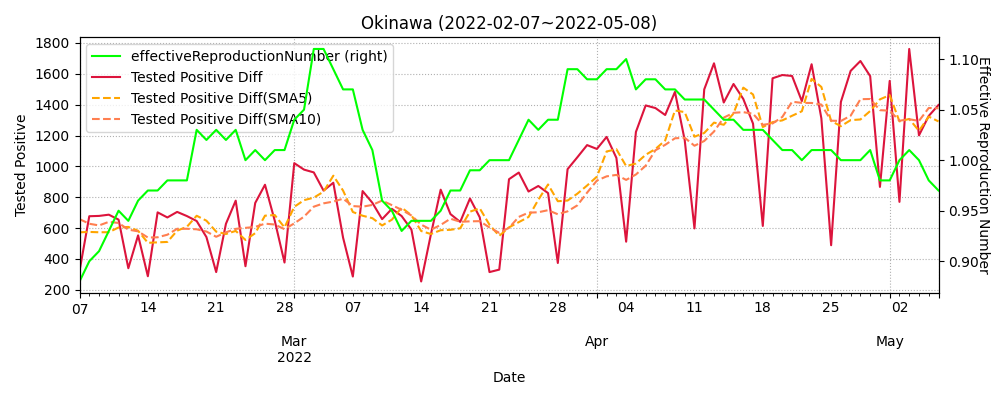 Okinawa (2022-02-07~2022-05-08)
effectiveReproductionNumber (right)
Tested Positive Diff
Tested Positive Diff(SMA5)
Tested Positive Diff(SMA10)
Tested Positive
1800
1600
1400
1200
1000
800
600
400
200
1.10
1.05
1.00
0.95
0.90
Effective Reproduction Number
07 14 21 28 07 14 21 28 04 11 18 25 02
Mar Apr May
2022
Date